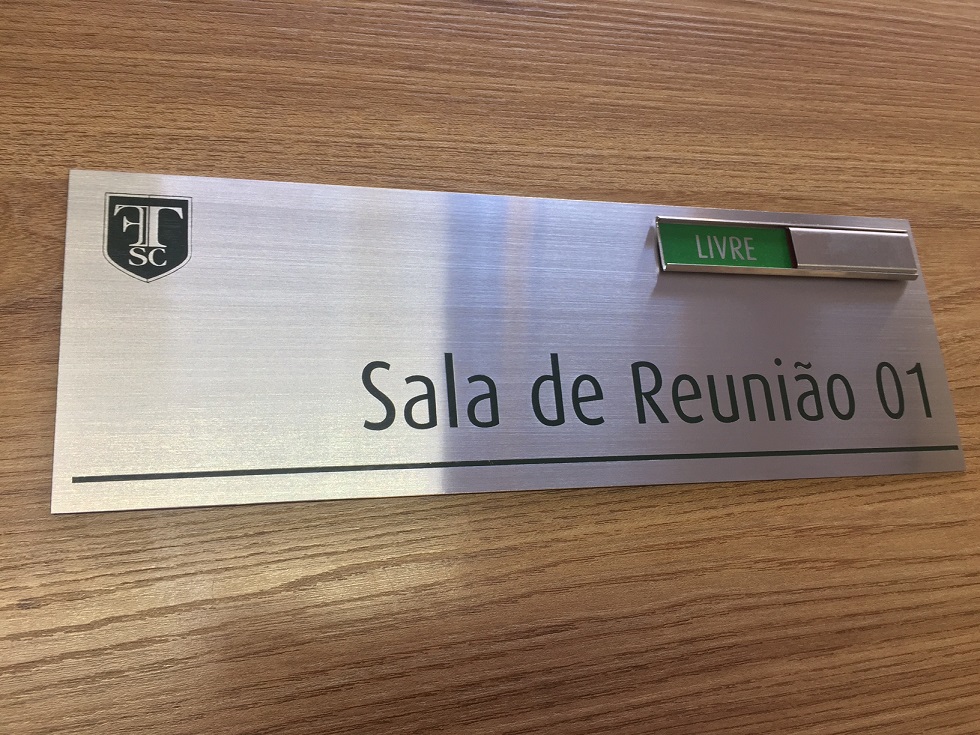 FT
SC
LIVRE
Sala de Reunião 01